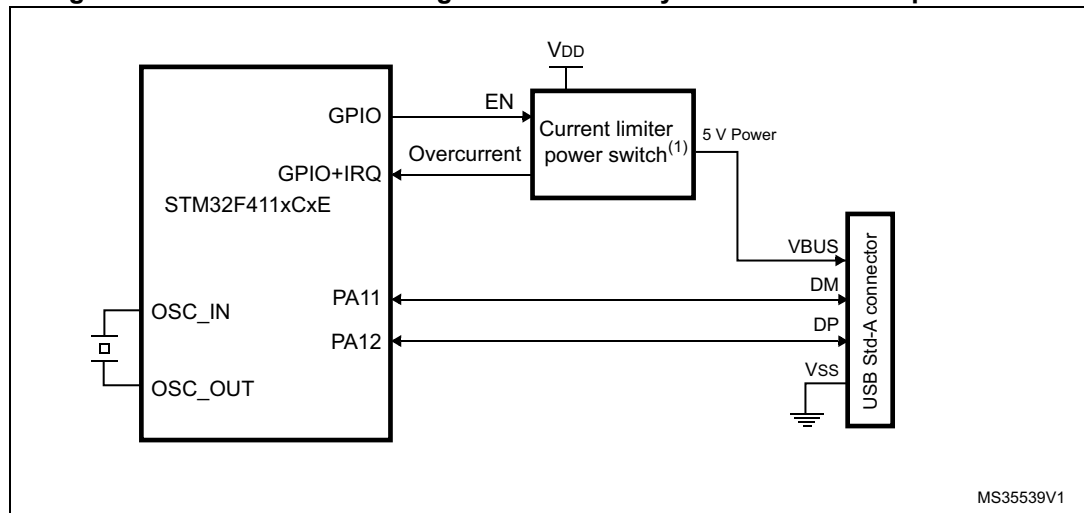 VDD
GPIO
EN
Current limiter
power switch(1)
5 V Power
GPIO+IRQ
Overcurrent
STM32F411xCxE
VBUS
PA11
DM
OSC_IN
PA12
DP
OSC_OUT
VSS
USB Std-A connector
MS35539V1